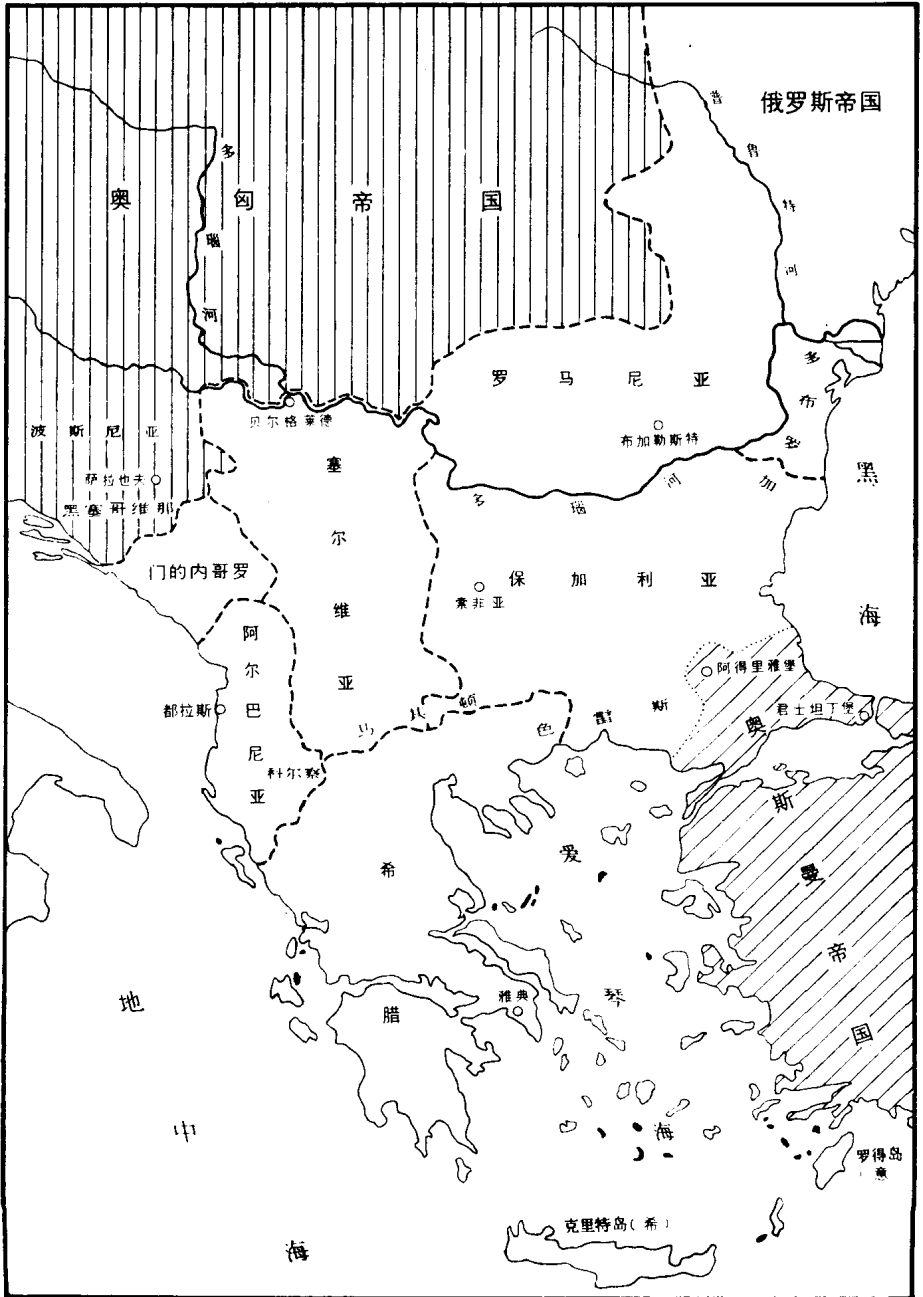 俄罗斯帝国
普鲁特河
奥匈帝国
多瑙河
罗马尼亚
布加勒斯特
多布罗加
贝尔格莱德
波斯尼亚
萨拉也夫
黑塞哥维那
塞尔维亚
门的内哥罗
多瑙河
保加利亚
索非亚
黑海
阿尔巴尼亚
都拉斯
科尔察
马其顿
色雷斯
阿得里雅堡
君士坦丁堡
奥斯曼帝国
希腊
雅典
爱琴海
地中海
罗得岛
(意
克里特岛(希)